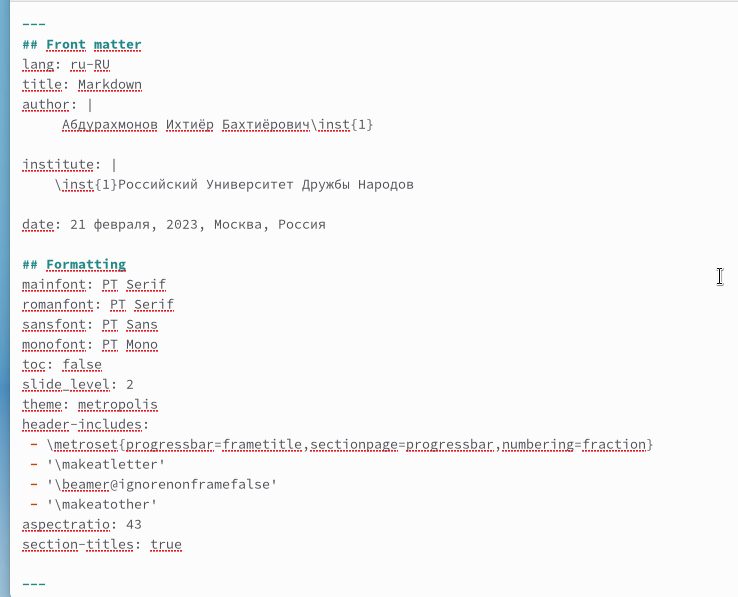 ---
## Front matter
lang: ru-RU
title: Markdown
author: |
Абдурахмонов Ихтиёр Бахтиёрович\inst{1}
institute: |
\inst{1}Российский Университет Дружбы Народов
date: 21 февраля, 2023, Москва, Россия
## Formatting
mainfont: PT Serif
romanfont: PT Serif
sansfont: PT Sans
monofont: PT Mono
toc: false
slide_level: 2
theme: metropolis
header-includes:
- \metroset{progressbar=frametitle,sectionpage=progressbar,numbering=fraction}
- '\makeatletter'
- '\beamer@ignorenonframefalse'
- '\makeatother'
aspectratio: 43
section-titles: true
---